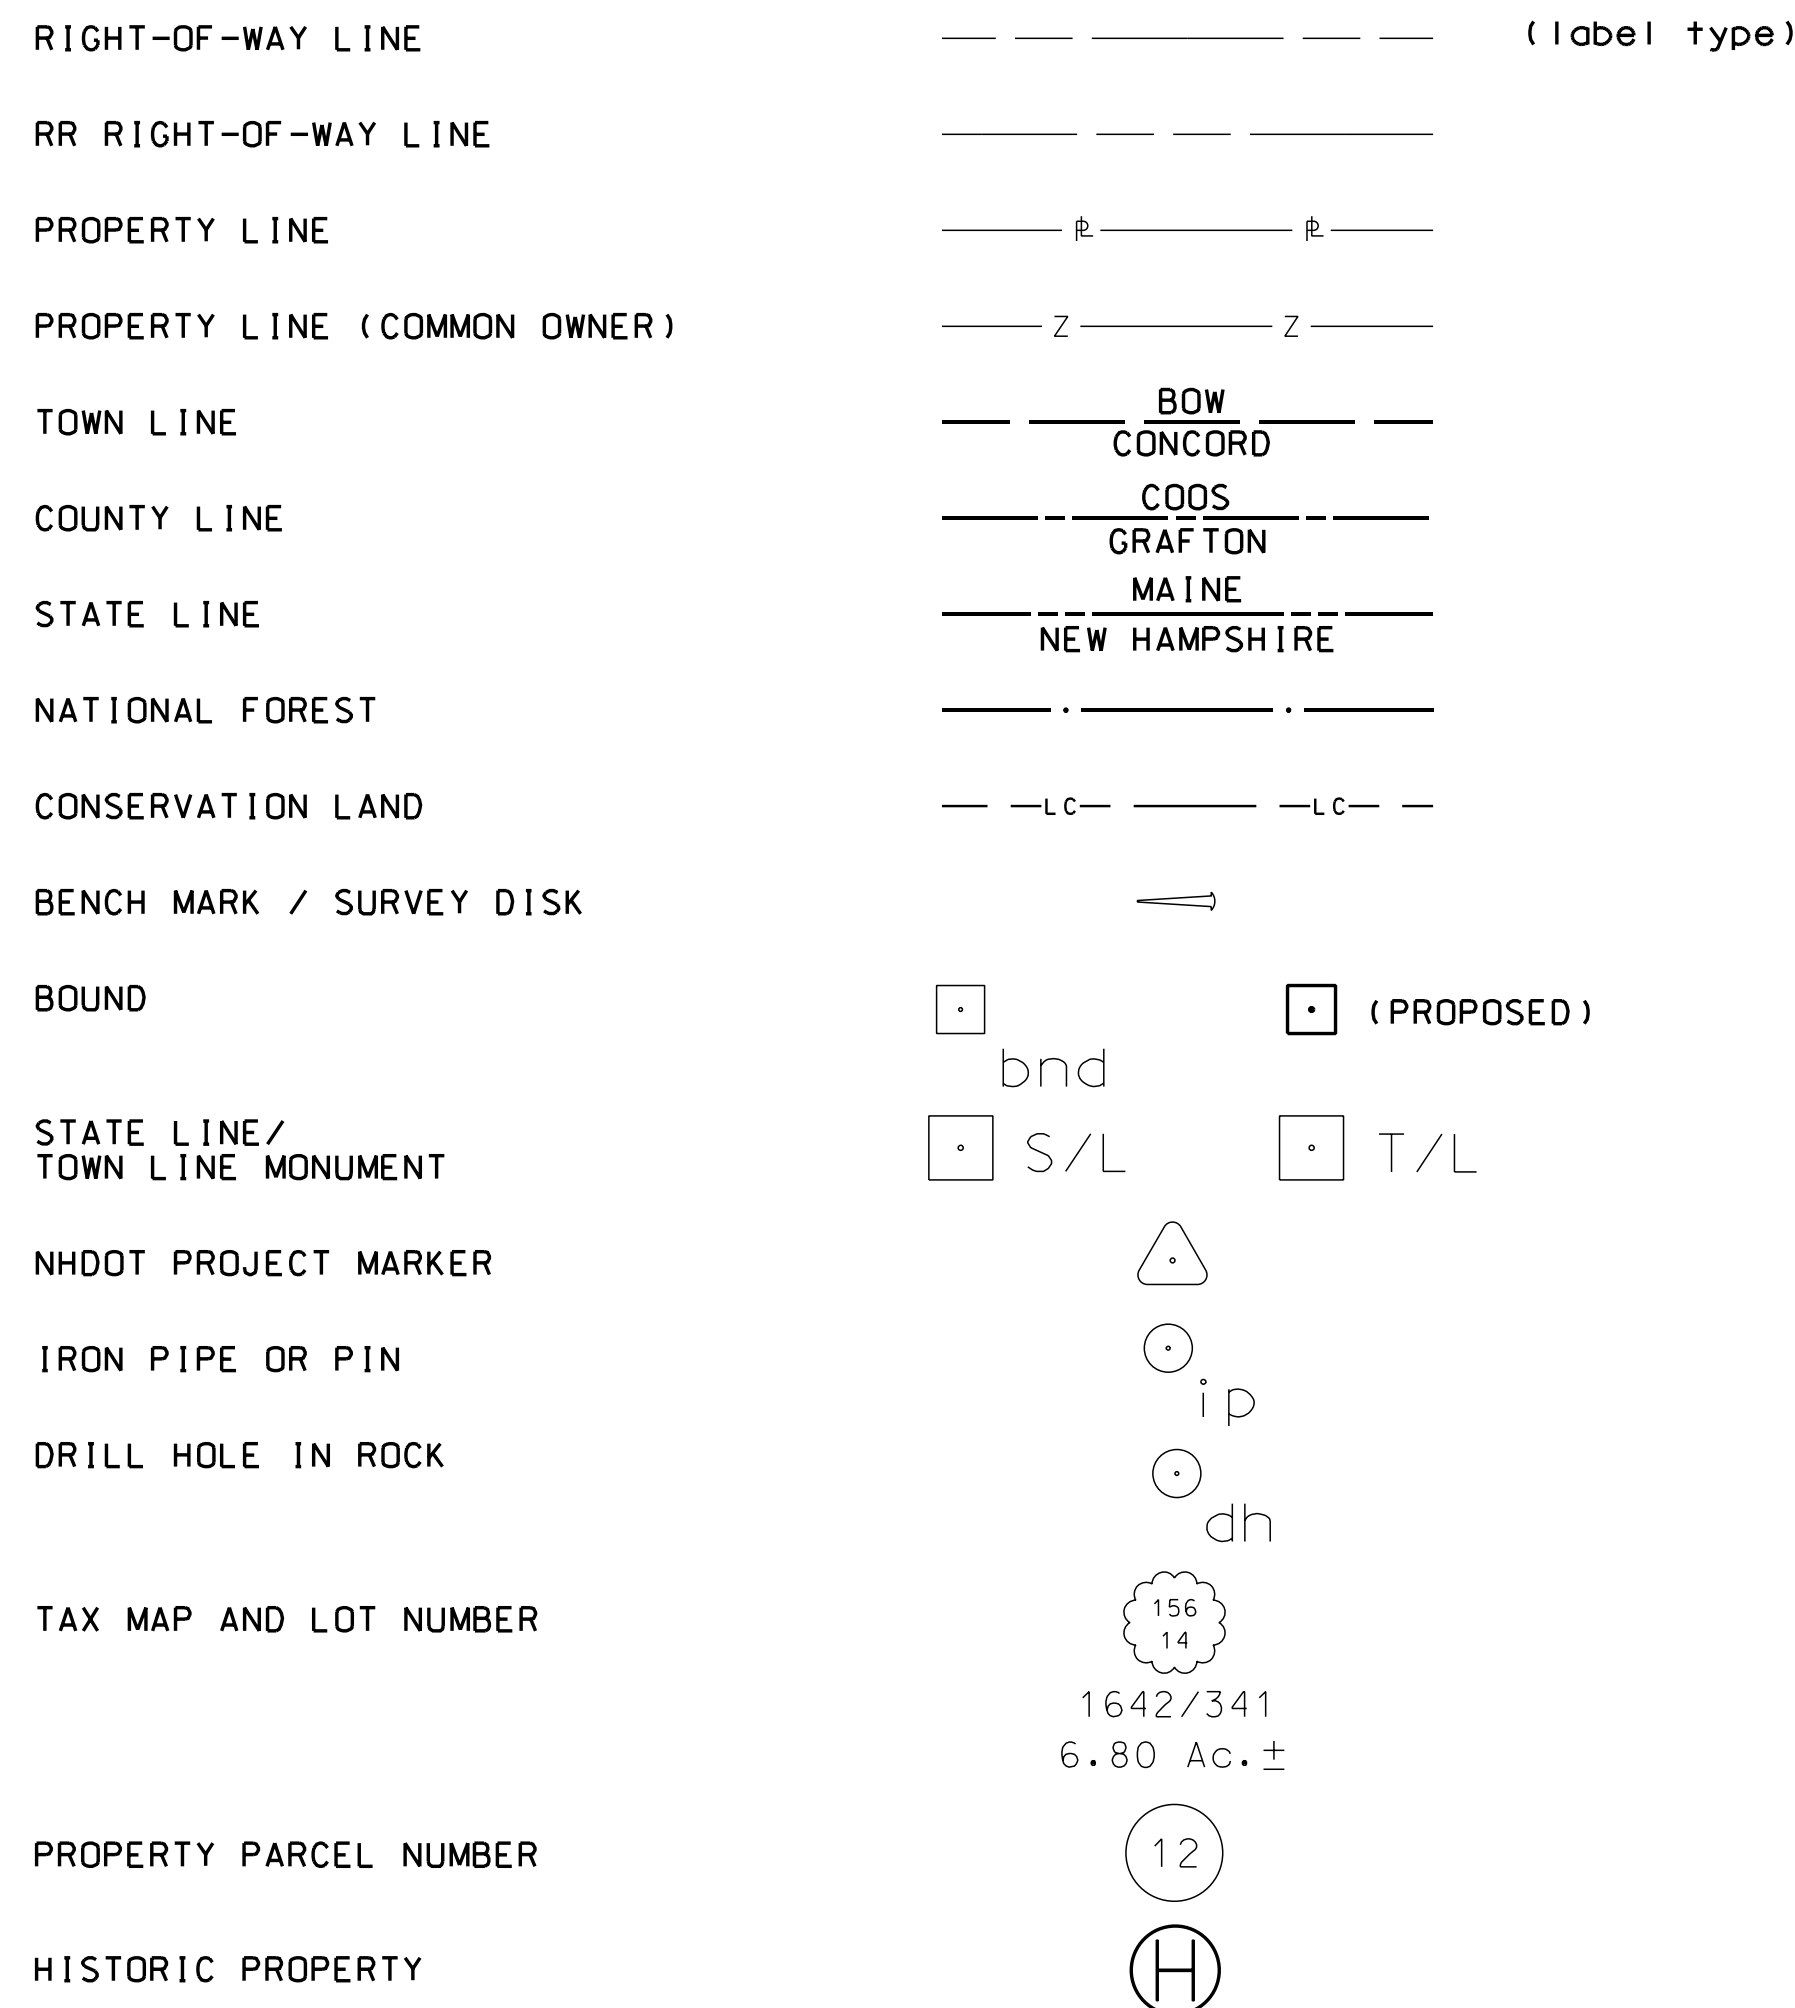 RIGHT-OF-WAY LINE (label type)
RR RIGHT-OF-WAY LINE
PROPERTY LINE ⅊ ⅊
PROPERTY LINE (COMMON OWNER) Z Z
BOW
TOWN LINE
CONCORD
COOS
COUNTY LINE
GRAFTON
MAINE
STATE LINE
NEW HAMPSHIRE
NATIONAL FOREST
CONSERVATION LAND LC LC
BENCH MARK / SURVEY DISK
BOUND (PROPOSED)
bnd
STATE LINE/
TOWN LINE MONUMENT S/L T/L
NHDOT PROJECT MARKER
IRON PIPE OR PIN
ip
DRILL HOLE IN ROCK
dh
TAX MAP AND LOT NUMBER
156
14
1642/341
6.80 Ac.±
PROPERTY PARCEL NUMBER 12
HISTORIC PROPERTY H